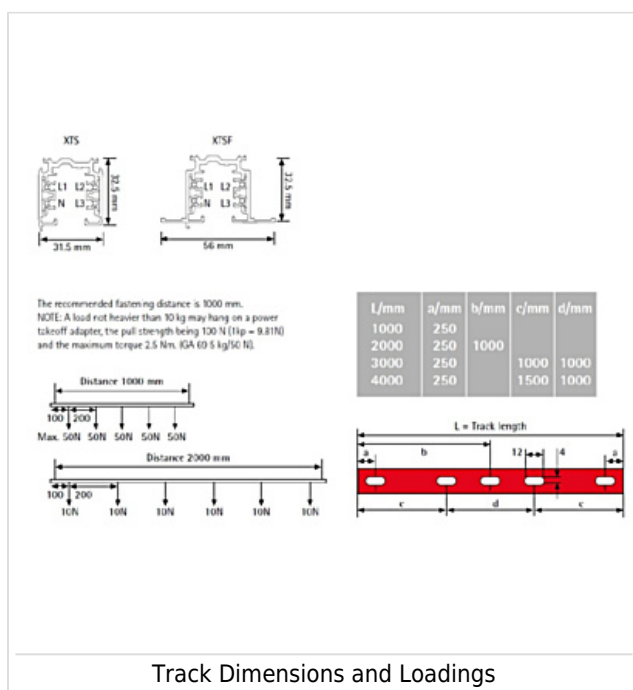 XTS XTSF
L1 L2
N L3
32.5 mm
31.5 mm
L1 L2
N L3
32.5 mm
56 mm
The recommended fastening distance is 1000 mm.
NOTE: A load not heavier than 10 kg may hang on a power
takeoff adapter, the pull strength being 100 N (1kp = 9.81N)
and the maximum torque 2.5 Nm. (GA 69 5 kg/50 N).
L/mm a/mm b/mm c/mm d/mm
1000 250
2000 250 1000
3000 250 1000 1000
4000 250 1500 1000
Distance 1000 mm
100 200
Max. 50N 50N 50N 50N 50N
Distance 2000 mm
100 200
10N 10N 10N 10N 10N 10N
L = Track length
a b 12 4 a
c d c
Track Dimensions and Loadings